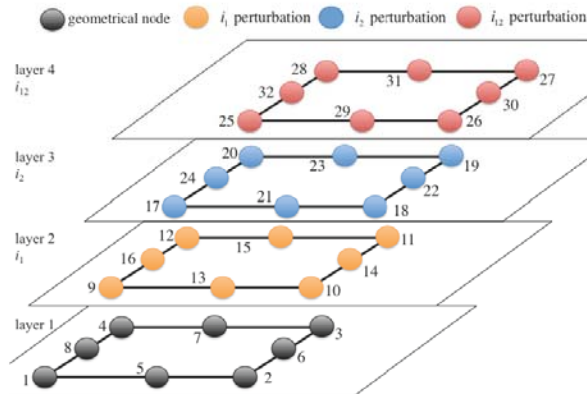 geometrical node i₁ perturbation i₂ perturbation i₁₂ perturbation
layer 4
i₁₂
28 31 27
32 30
25 29 26
layer 3
i₂
20 23 19
24 22
17 21 18
layer 2
i₁
12 15 11
16 14
9 13 10
layer 1
4 7 3
8 6
1 5 2